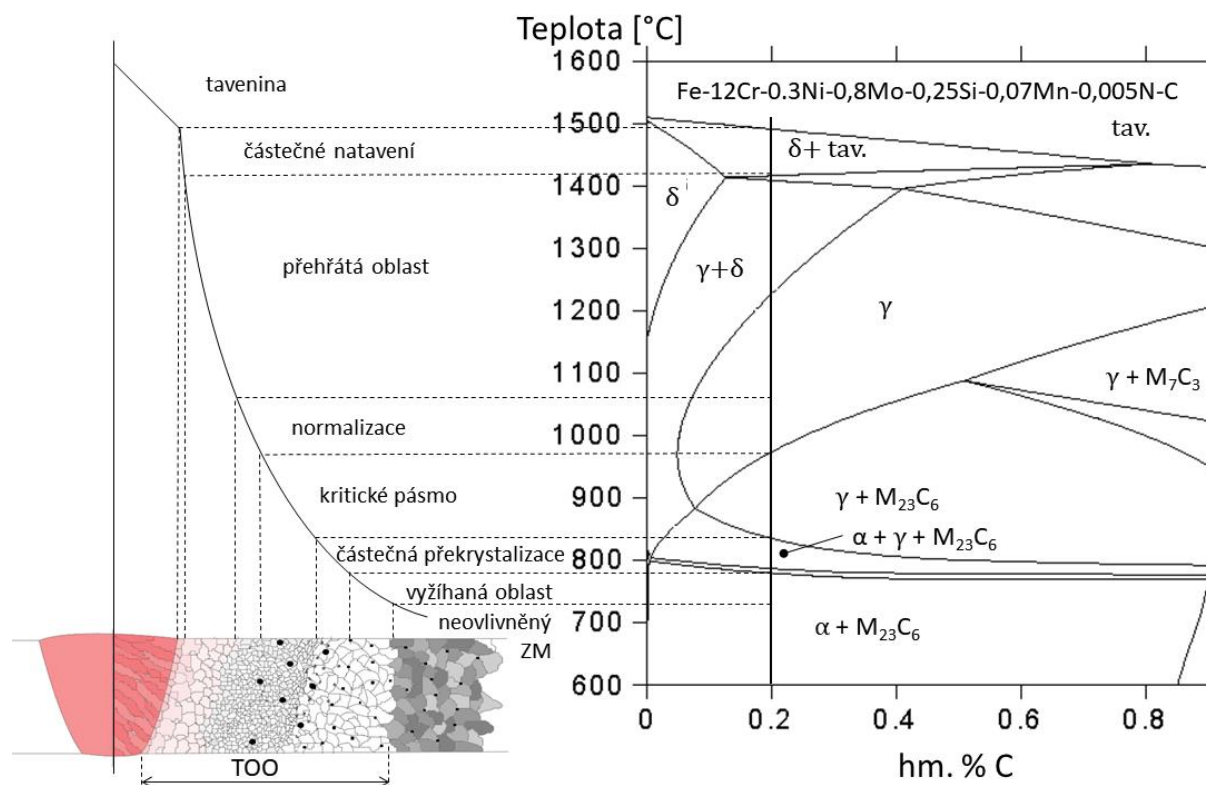 Teplota [°C]
1600
1500
1400
1300
1200
1100
1000
900
800
700
600
tavenina
částečné natavení
přehřátá oblast
normalizace
kritické pásmo
částečná překrystalizace
vyžíhaná oblast
neovlivněný
ZM
TOO
Fe-12Cr-0.3Ni-0,8Mo-0,25Si-0,07Mn-0,005N-C
tav.
δ+ tav.
δ
γ+δ
γ
γ + M₇C₃
γ + M₂₃C₆
α + γ + M₂₃C₆
α + M₂₃C₆
0
0.2
0.4
0.6
0.8
hm. % C